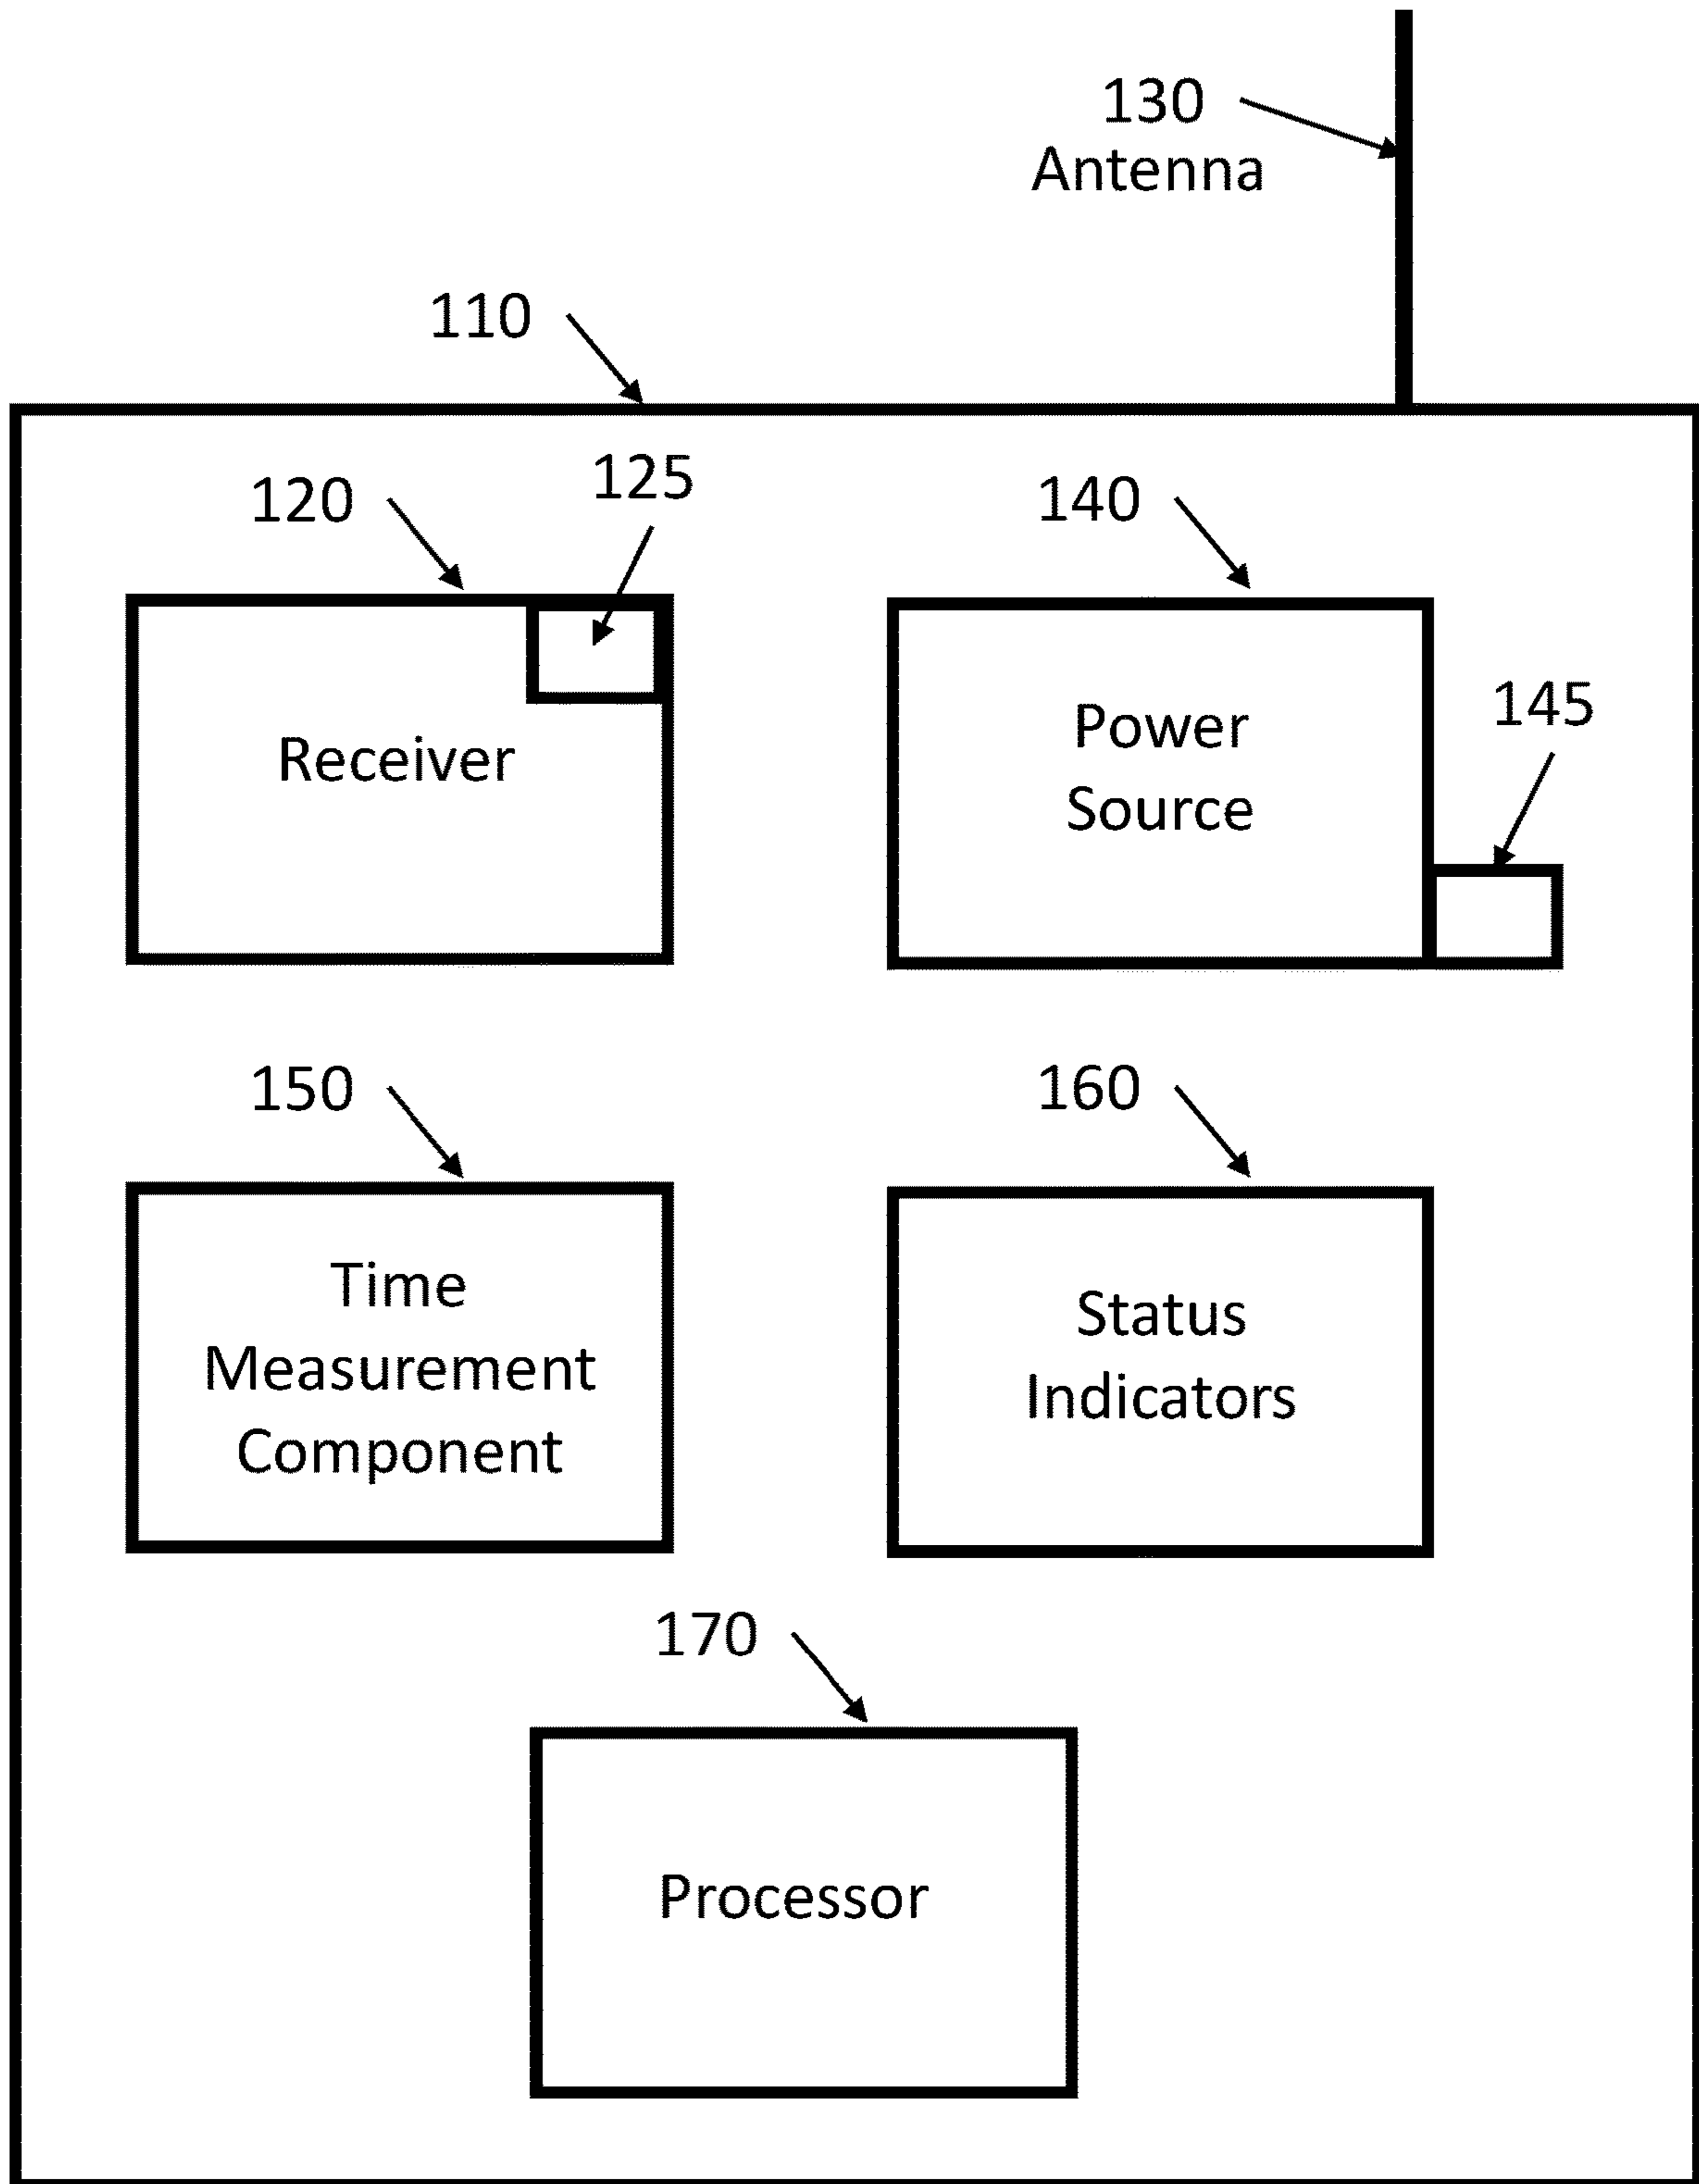 130
Antenna
110
120
125
140
Receiver
Power
Source
145
150
160
Time
Measurement
Component
Status
Indicators
170
Processor